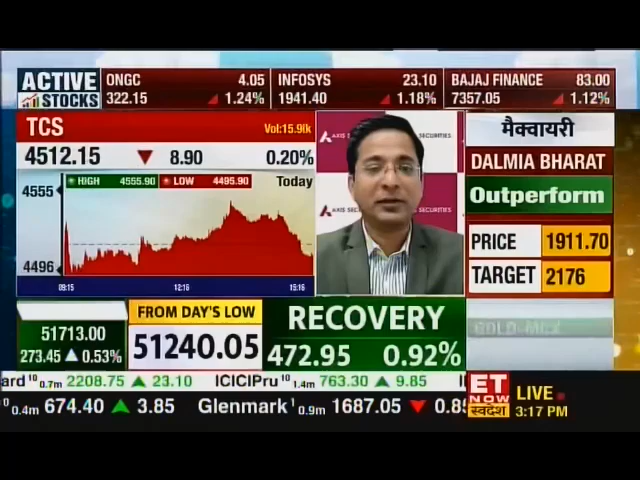 ACTIVE STOCKS
ONGC 4.05
322.15 1.24%
INFOSYS 23.10
1941.40 1.18%
BAJAJ FINANCE 83.00
7357.05 1.12%
TCS Vol:15.9lk
4512.15 ▼ 8.90 0.20%
4555
HIGH 4555.90 LOW 4495.90 Today
4496
09:15 12:16 15:16
AXIS SECURITIES
मैक्वायरी
DALMIA BHARAT
Outperform
PRICE 1911.70
TARGET 2176
GOLD-MCX
51713.00
273.45 ▲ 0.53%
FROM DAY'S LOW
51240.05
RECOVERY
472.95 0.92%
ard 10 0.7m 2208.75 ▲ 23.10 ICICIPru 10 1.4m 763.30 ▲ 9.85
0.4m 674.40 ▲ 3.85 Glenmark 1 0.9m 1687.05 ▼
ET NOW स्वदेश
LIVE
3:17 PM